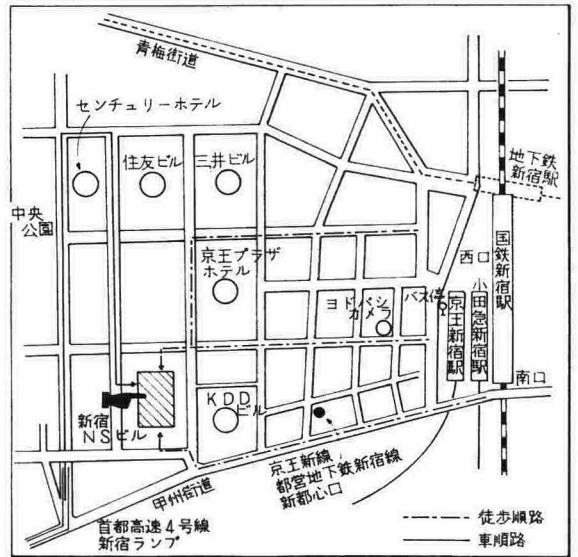 青梅街道
センチュリーホテル
住友ビル
三井ビル
地下鉄
新宿駅
中央
公園
京王プラザ
ホテル
西口
国鉄新宿駅
小田急新宿駅
京王新宿駅
バス停
ヨドバシ
カメラ
南口
新宿
NSビル
KDD
ビル
京王新線
都営地下鉄新宿線
新都心口
甲州街道
首都高速4号線
新宿ランプ
徒歩順路
車順路